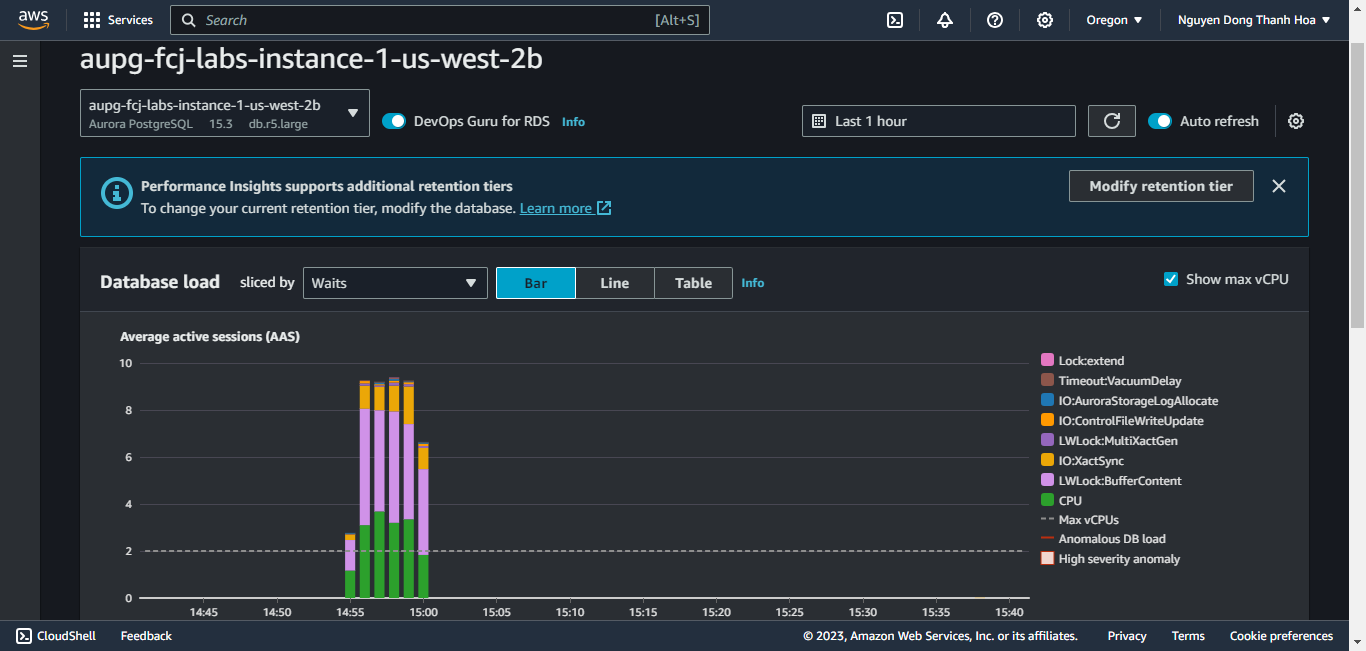 aws
Services
Search
[Alt+S]
Oregon
Nguyen Dong Thanh Hoa
aupg-fcj-labs-instance-1-us-west-2b
aupg-fcj-labs-instance-1-us-west-2b
Aurora PostgreSQL 15.3 db.r5.large
DevOps Guru for RDS Info
Last 1 hour
Auto refresh
Performance Insights supports additional retention tiers
To change your current retention tier, modify the database. Learn more
Modify retention tier
Database load
sliced by
Waits
Bar
Line
Table
Info
Show max vCPU
Average active sessions (AAS)
10
8
6
4
2
0
14:45 14:50 14:55 15:00 15:05 15:10 15:15 15:20 15:25 15:30 15:35 15:40
Lock:extend
Timeout:VacuumDelay
IO:AuroraStorageLogAllocate
IO:ControlFileWriteUpdate
LWLock:MultiXactGen
IO:XactSync
LWLock:BufferContent
CPU
Max vCPUs
Anomalous DB load
High severity anomaly
CloudShell
Feedback
© 2023, Amazon Web Services, Inc. or its affiliates.
Privacy
Terms
Cookie preferences